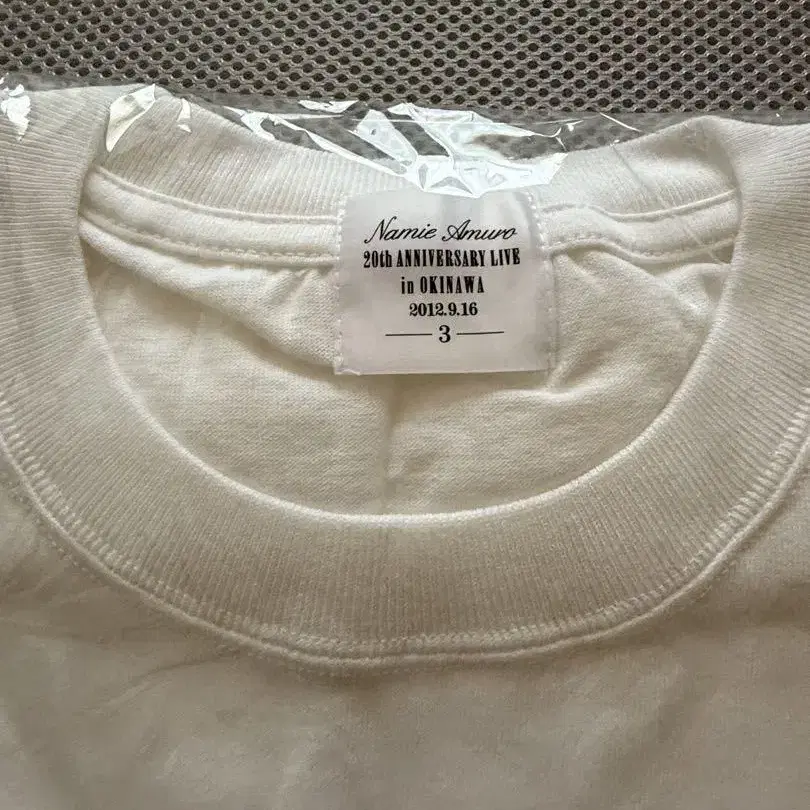 Namie Amuro
20th ANNIVERSARY LIVE
in OKINAWA
2012.9.16
3